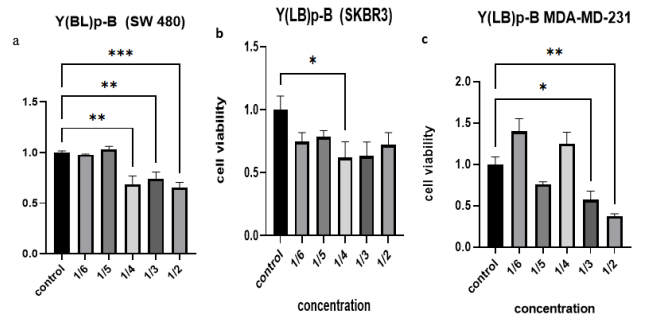 a
Y(BL)p-B (SW 480)
***
**
**
1.5
1.0
0.5
0.0
control
1/6
1/5
1/4
1/3
1/2
b
Y(LB)p-B (SKBR3)
*
cell viability
1.5
1.0
0.5
0.0
control
1/6
1/5
1/4
1/3
1/2
concentration
c
Y(LB)p-B MDA-MD-231
**
*
cell viability
2.0
1.5
1.0
0.5
0.0
control
1/6
1/5
1/4
1/3
1/2
concentration